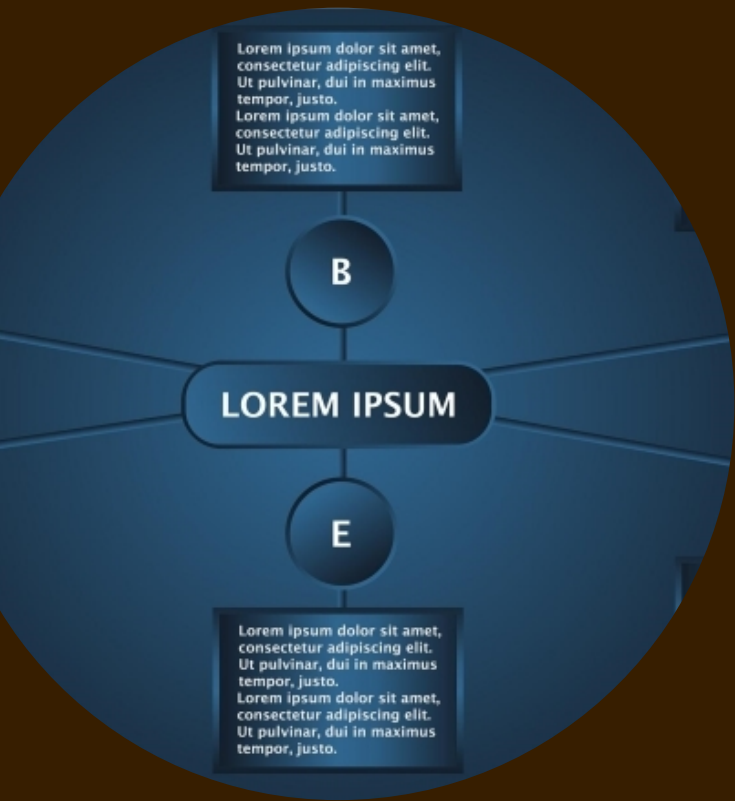 Lorem ipsum dolor sit amet,
consectetur adipiscing elit.
Ut pulvinar, dui in maximus
tempor, justo.
Lorem ipsum dolor sit amet,
consectetur adipiscing elit.
Ut pulvinar, dui in maximus
tempor, justo.
B
LOREM IPSUM
E
Lorem ipsum dolor sit amet,
consectetur adipiscing elit.
Ut pulvinar, dui in maximus
tempor, justo.
Lorem ipsum dolor sit amet,
consectetur adipiscing elit.
Ut pulvinar, dui in maximus
tempor, justo.